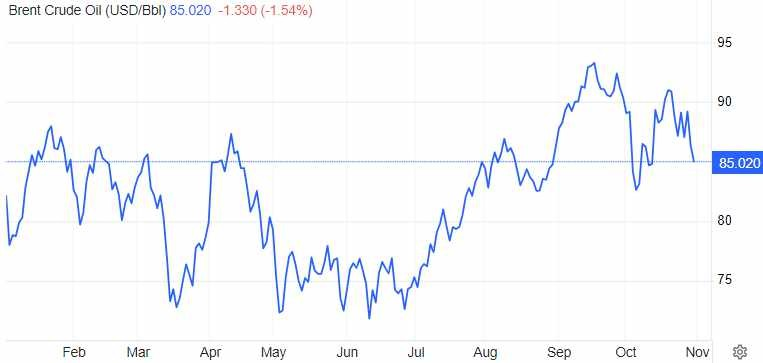 Brent Crude Oil (USD/Bbl) 85.020 -1.330 (-1.54%)
95
90
85.020
80
75
Feb Mar Apr May Jun Jul Aug Sep Oct Nov